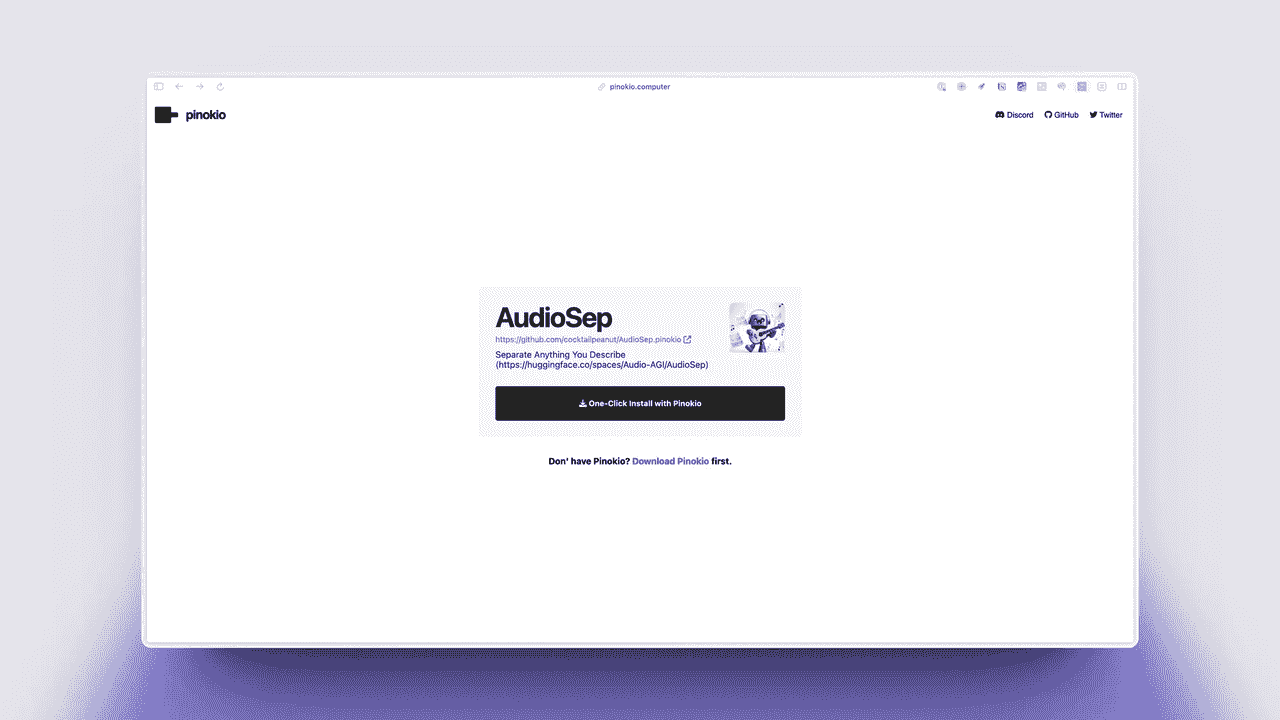 pinokio.computer
pinokio
Discord GitHub Twitter
AudioSep
https://github.com/cocktailpeanut/AudioSep.pinokio
Separate Anything You Describe
(https://huggingface.co/spaces/Audio-AGI/AudioSep)
One-Click Install with Pinokio
Don' have Pinokio? Download Pinokio first.